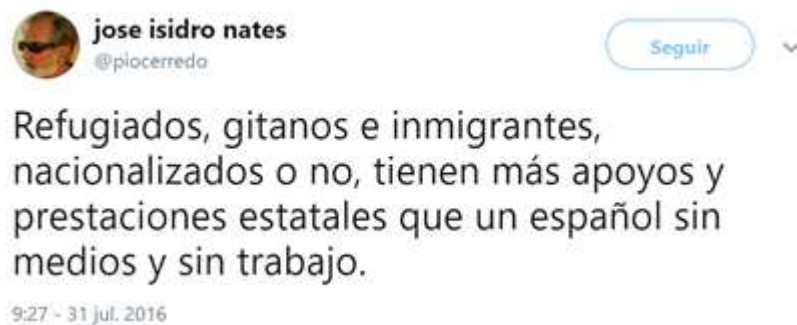 jose isidro nates
@piocerredo
Seguir
Refugiados, gitanos e inmigrantes,
nacionalizados o no, tienen más apoyos y
prestaciones estatales que un español sin
medios y sin trabajo.
9:27 - 31 jul. 2016